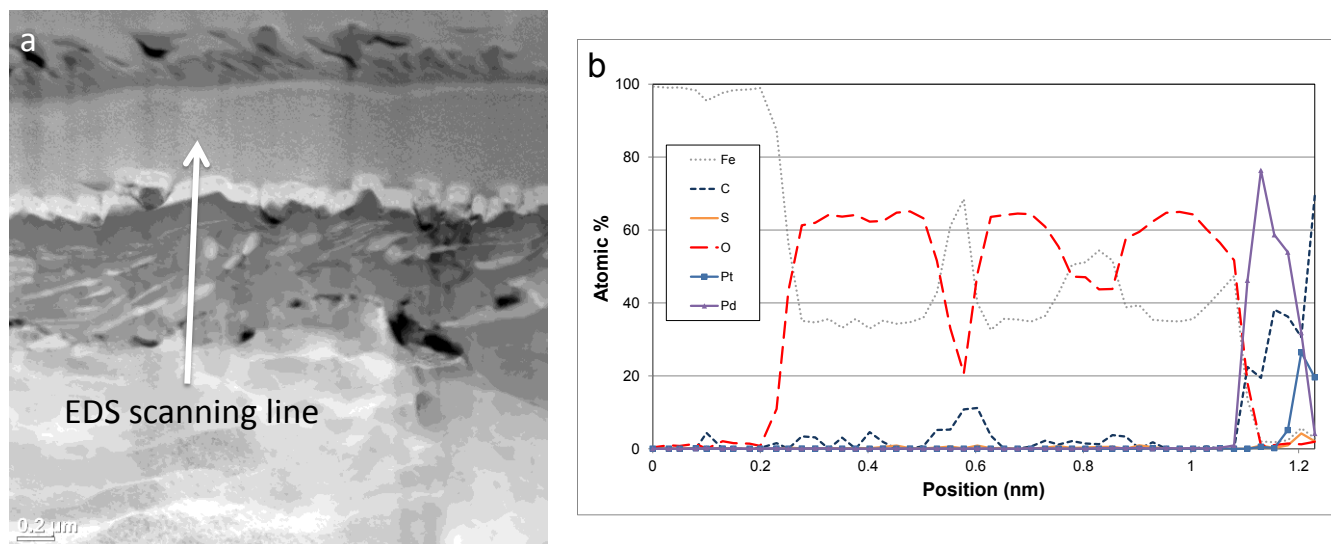 a
EDS scanning line
0.2 µm
b
100
80
60
40
20
0
Atomic %
Fe
C
S
O
Pt
Pd
0 0.2 0.4 0.6 0.8 1 1.2
Position (nm)